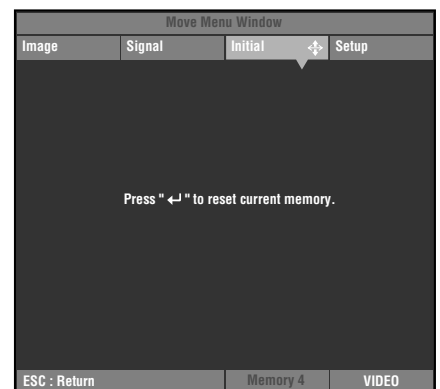 Move Menu Window
Image Signal Initial Setup
Press " ↵ " to reset current memory.
ESC : Return Memory 4 VIDEO